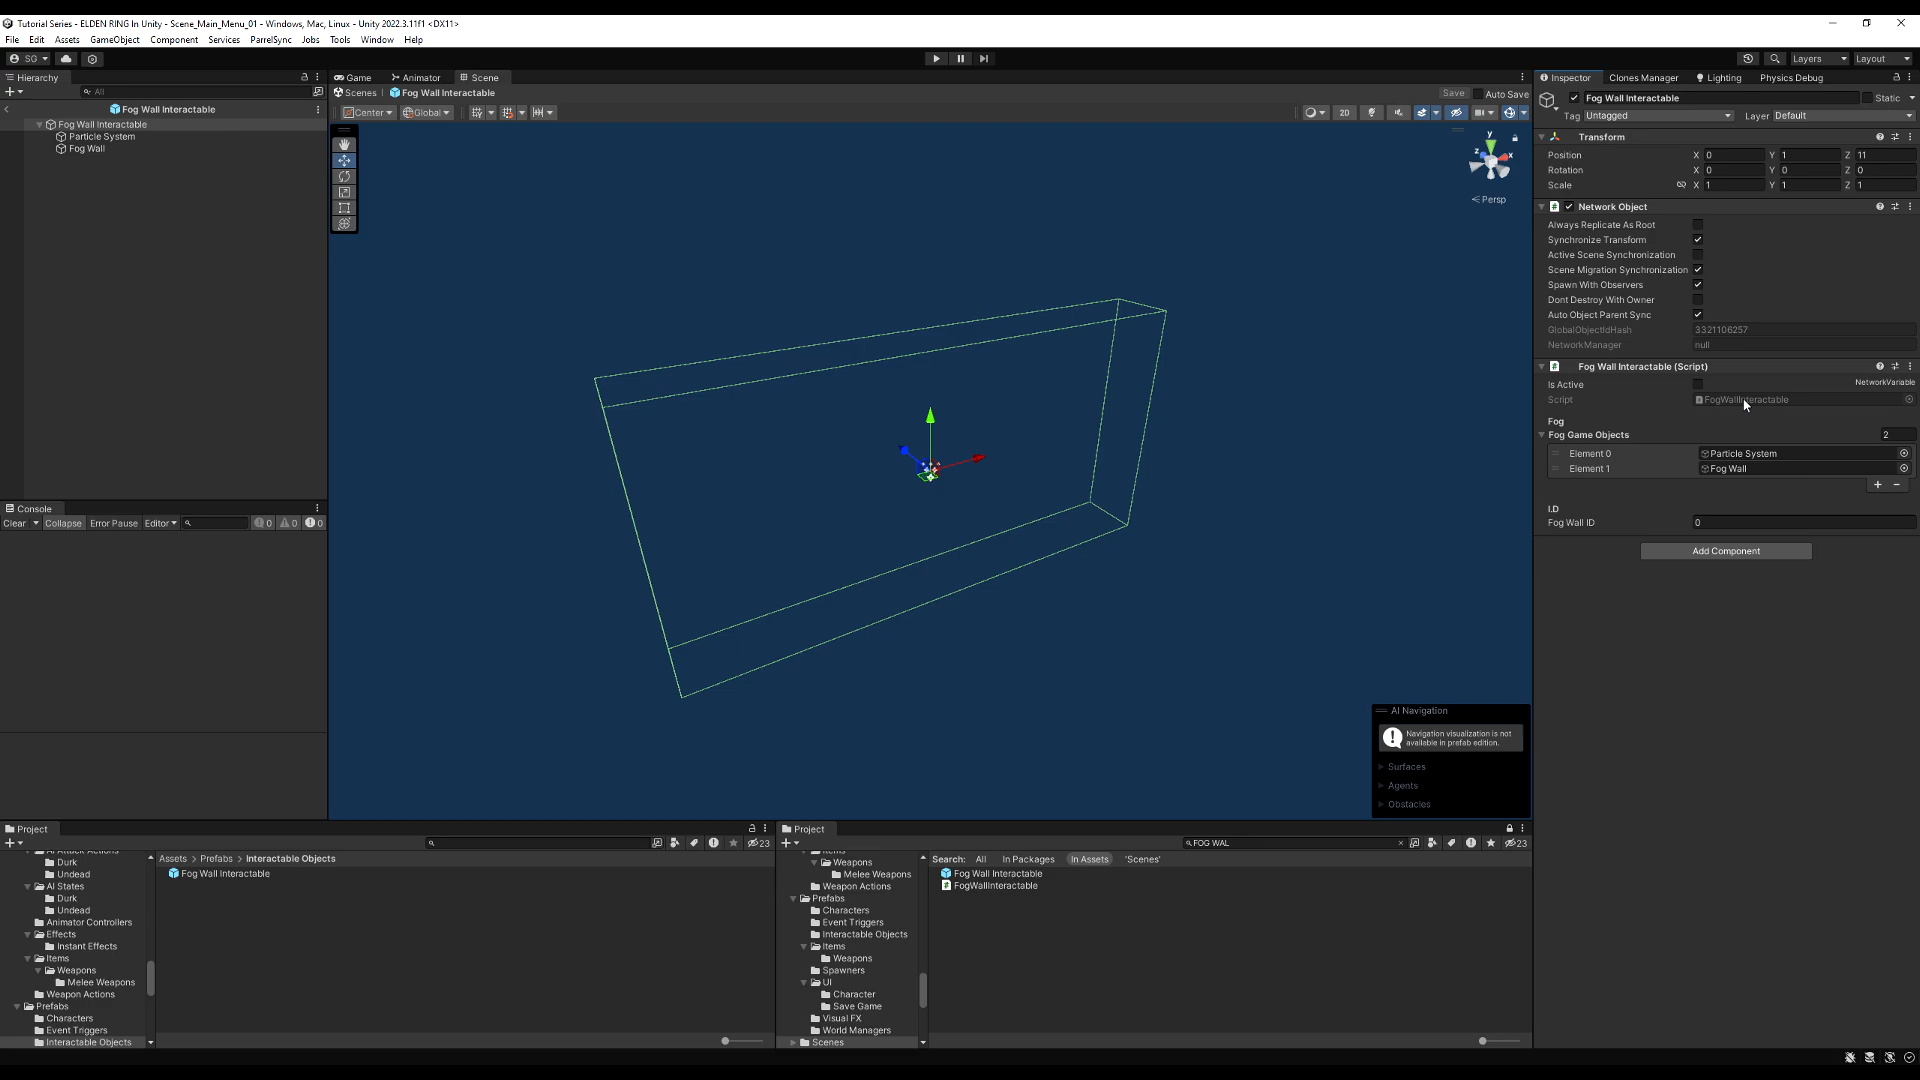 Tutorial Series - ELDEN RING In Unity - Scene_Main_Menu_01 - Windows, Mac, Linux - Unity 2022.3.11f1 <DX11>
File Edit Assets GameObject Component Services ParrelSync Jobs Tools Window Help
SG
Layers Layout
Hierarchy
All
Fog Wall Interactable
Fog Wall Interactable
Particle System
Fog Wall
Game Animator Scene
Scenes Fog Wall Interactable Save Auto Save
Center Global 2D
y
z x
Persp
AI Navigation
Navigation visualization is not
available in prefab edition.
Surfaces
Agents
Obstacles
Inspector Clones Manager Lighting Physics Debug
Fog Wall Interactable Static
Tag Untagged Layer Default
Transform
Position X 0 Y 1 Z 11
Rotation X 0 Y 0 Z 0
Scale X 1 Y 1 Z 1
Network Object
Always Replicate As Root
Synchronize Transform
Active Scene Synchronization
Scene Migration Synchronization
Spawn With Observers
Dont Destroy With Owner
Auto Object Parent Sync
GlobalObjectIdHash 3321106257
NetworkManager null
Fog Wall Interactable (Script)
Is Active NetworkVariable
Script FogWallInteractable
Fog
Fog Game Objects 2
Element 0 Particle System
Element 1 Fog Wall
I.D
Fog Wall ID 0
Add Component
Console
Clear Collapse Error Pause Editor 0 0 0
Project
23
Durk
Undead
AI States
Durk
Undead
Animator Controllers
Effects
Instant Effects
Items
Weapons
Melee Weapons
Weapon Actions
Prefabs
Characters
Event Triggers
Interactable Objects
Assets > Prefabs > Interactable Objects
Fog Wall Interactable
Project
FOG WAL 23
Weapons
Melee Weapons
Weapon Actions
Prefabs
Characters
Event Triggers
Interactable Objects
Items
Weapons
Spawners
UI
Character
Save Game
Visual FX
World Managers
Scenes
Search: All In Packages In Assets 'Scenes'
Fog Wall Interactable
FogWallInteractable